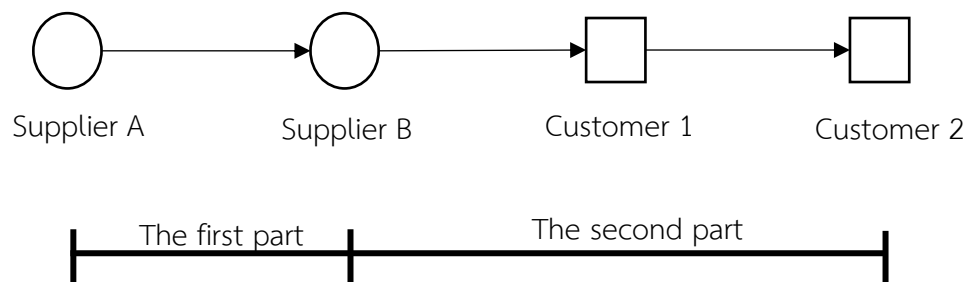 Supplier A
Supplier B
Customer 1
Customer 2
The first part
The second part